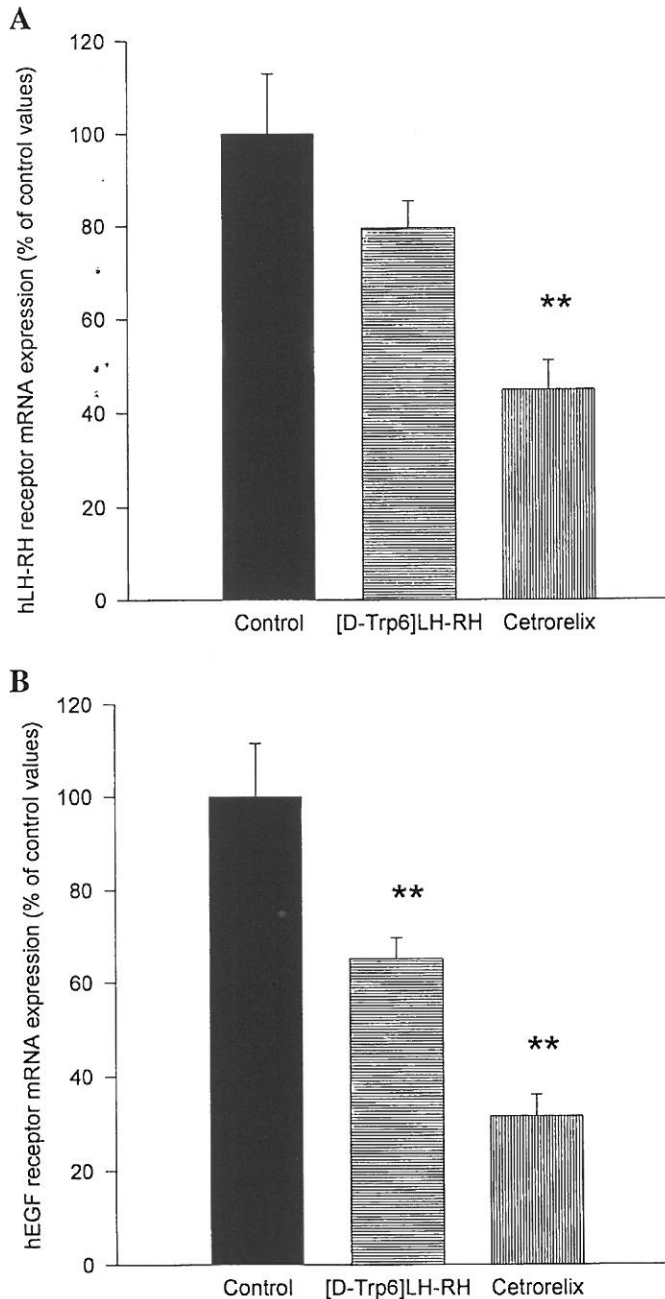 A
hLH-RH receptor mRNA expression (% of control values)
120
100
80
60
40
20
0
**
Control [D-Trp6]LH-RH Cetrorelix
B
hEGF receptor mRNA expression (% of control values)
120
100
80
60
40
20
0
**
**
Control [D-Trp6]LH-RH Cetrorelix